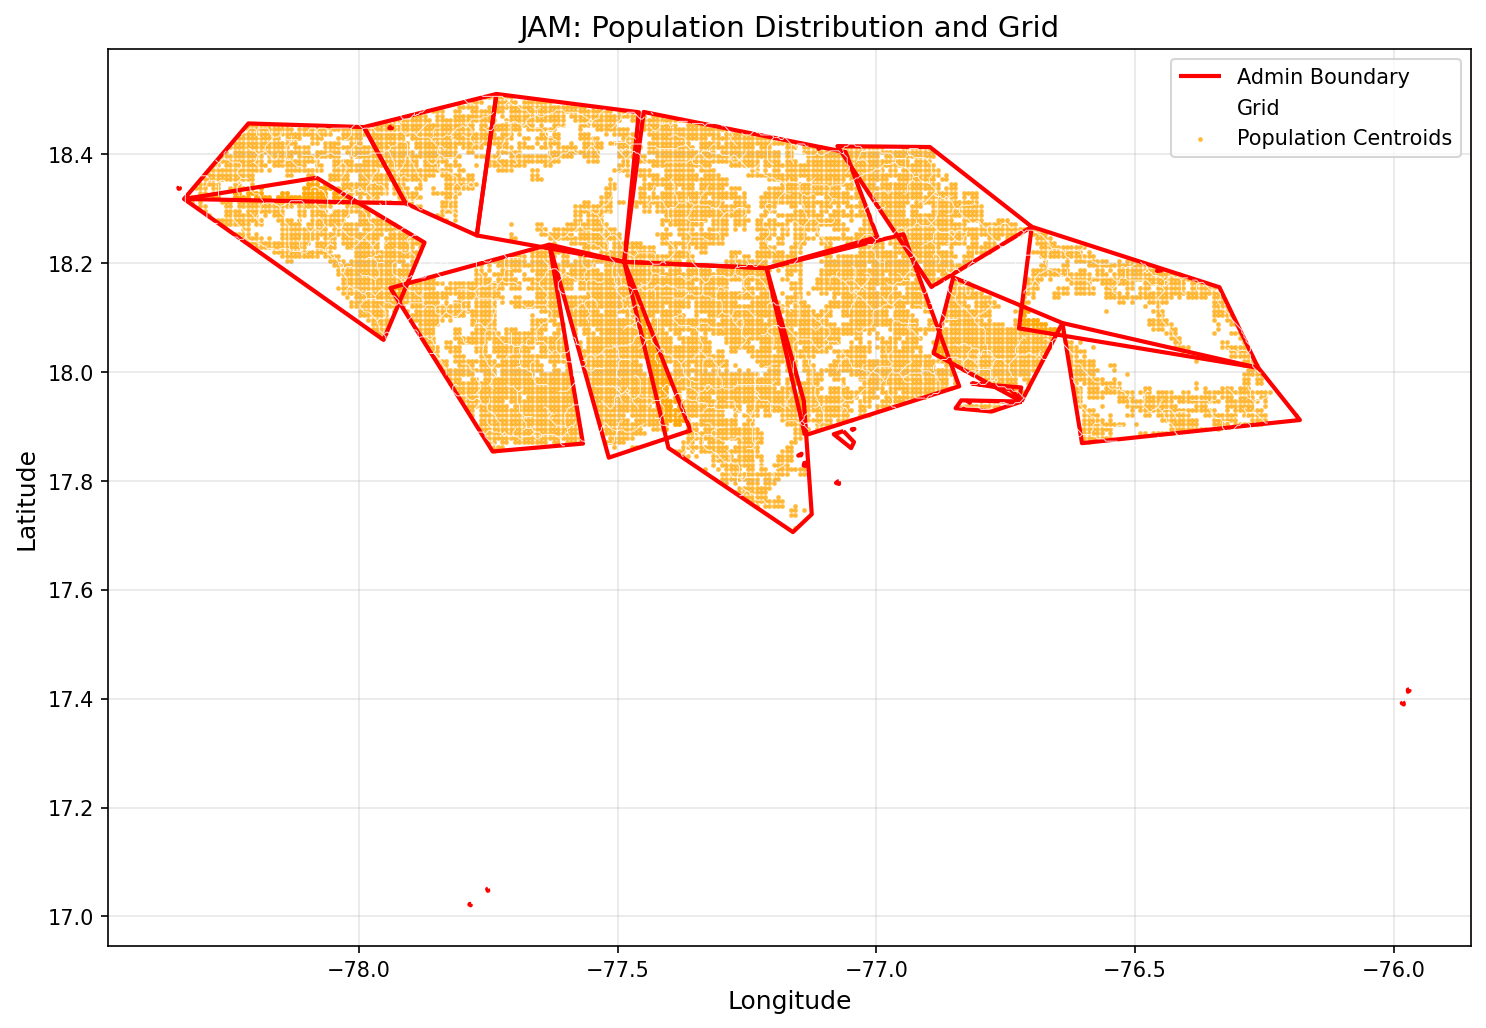 JAM: Population Distribution and Grid
Admin Boundary
Grid
Population Centroids
Latitude
18.4
18.2
18.0
17.8
17.6
17.4
17.2
17.0
−78.0
−77.5
−77.0
−76.5
−76.0
Longitude